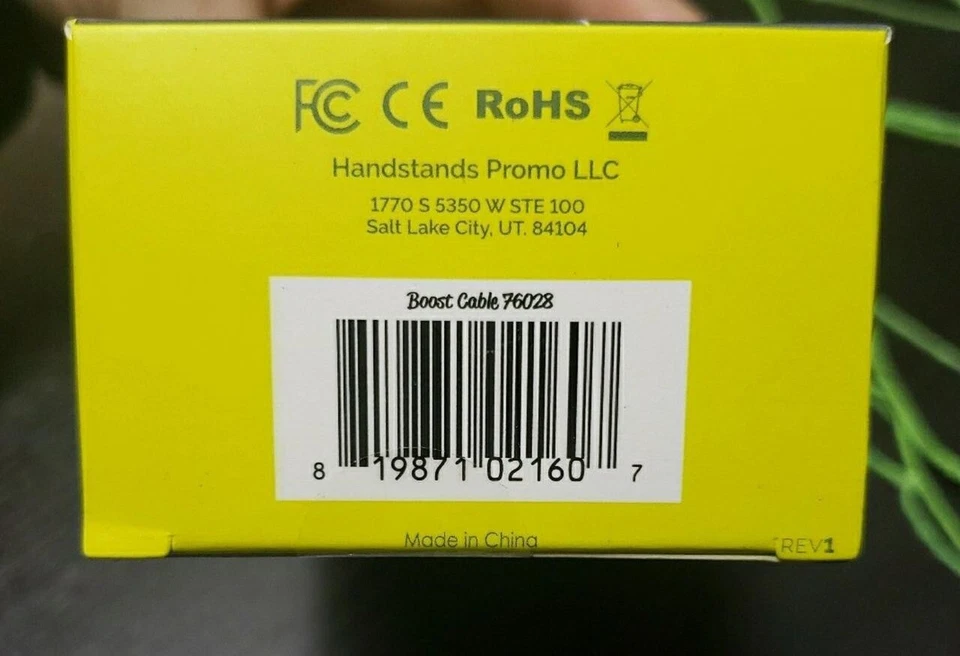 FC CE RoHS
Handstands Promo LLC
1770 S 5350 W STE 100
Salt Lake City, UT. 84104
Boost Cable 76028
8 19871 02160 7
Made in China
REV1